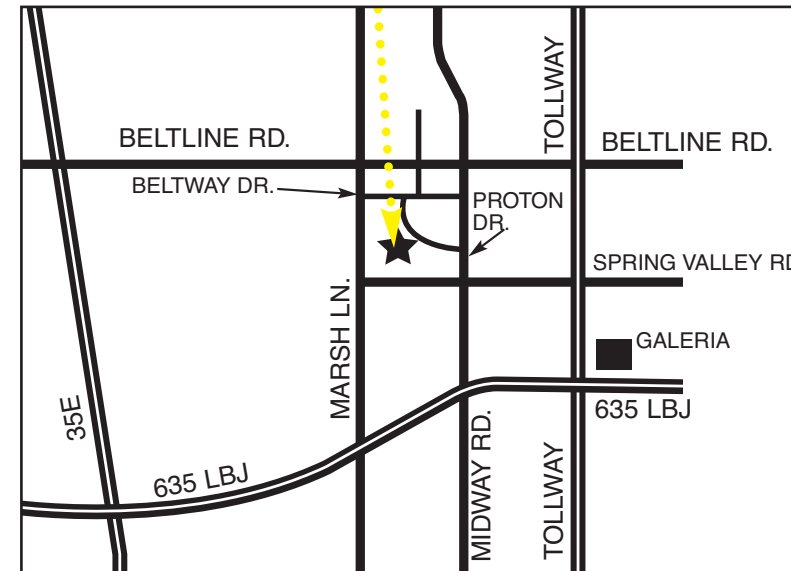 TOLLWAY
BELTLINE RD.
BELTLINE RD.
BELTWAY DR.
PROTON
DR.
SPRING VALLEY RD
MARSH LN.
GALERIA
35E
635 LBJ
635 LBJ
MIDWAY RD.
TOLLWAY